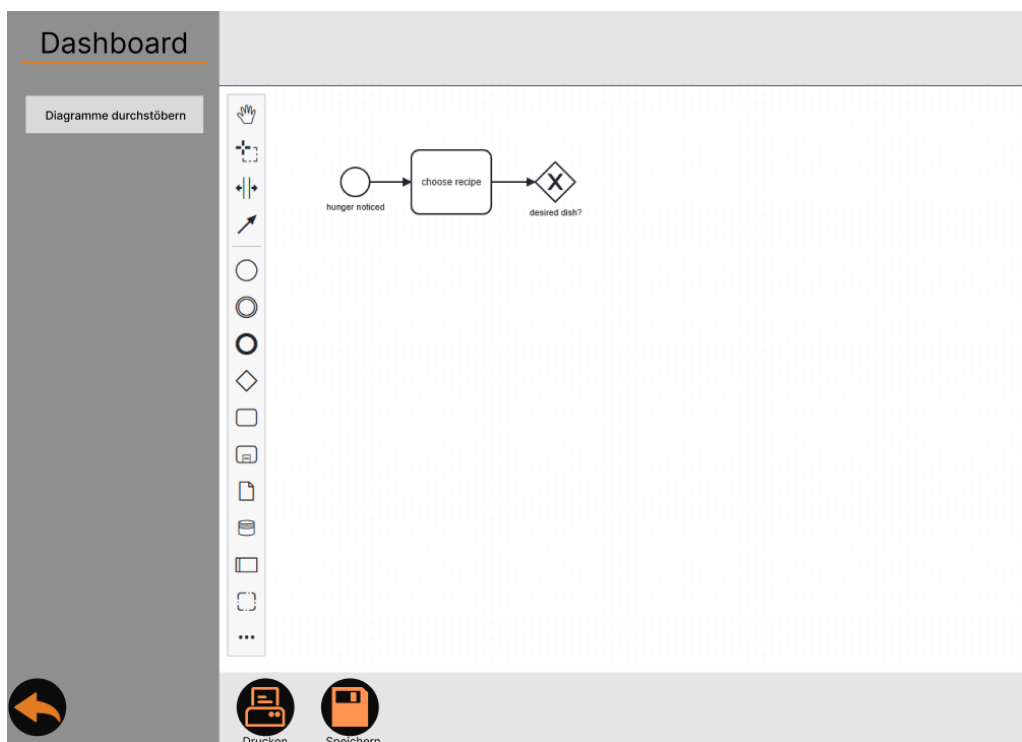 Dashboard
Diagramme durchstöbern
hunger noticed
choose recipe
X
desired dish?
Drucken
Speichern